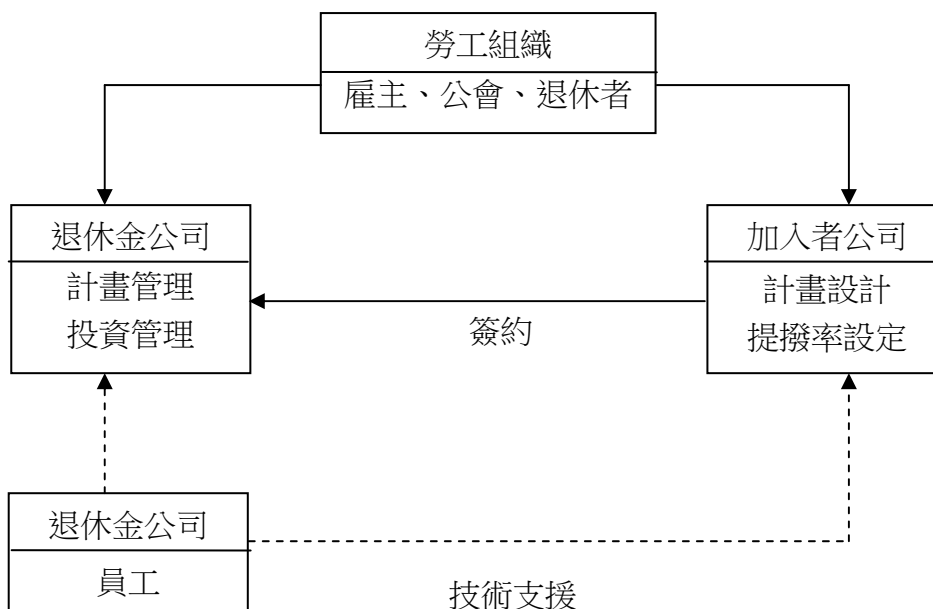 勞工組織
雇主、公會、退休者
退休金公司
計畫管理
投資管理
加入者公司
計畫設計
提撥率設定
簽約
退休金公司
員工
技術支援